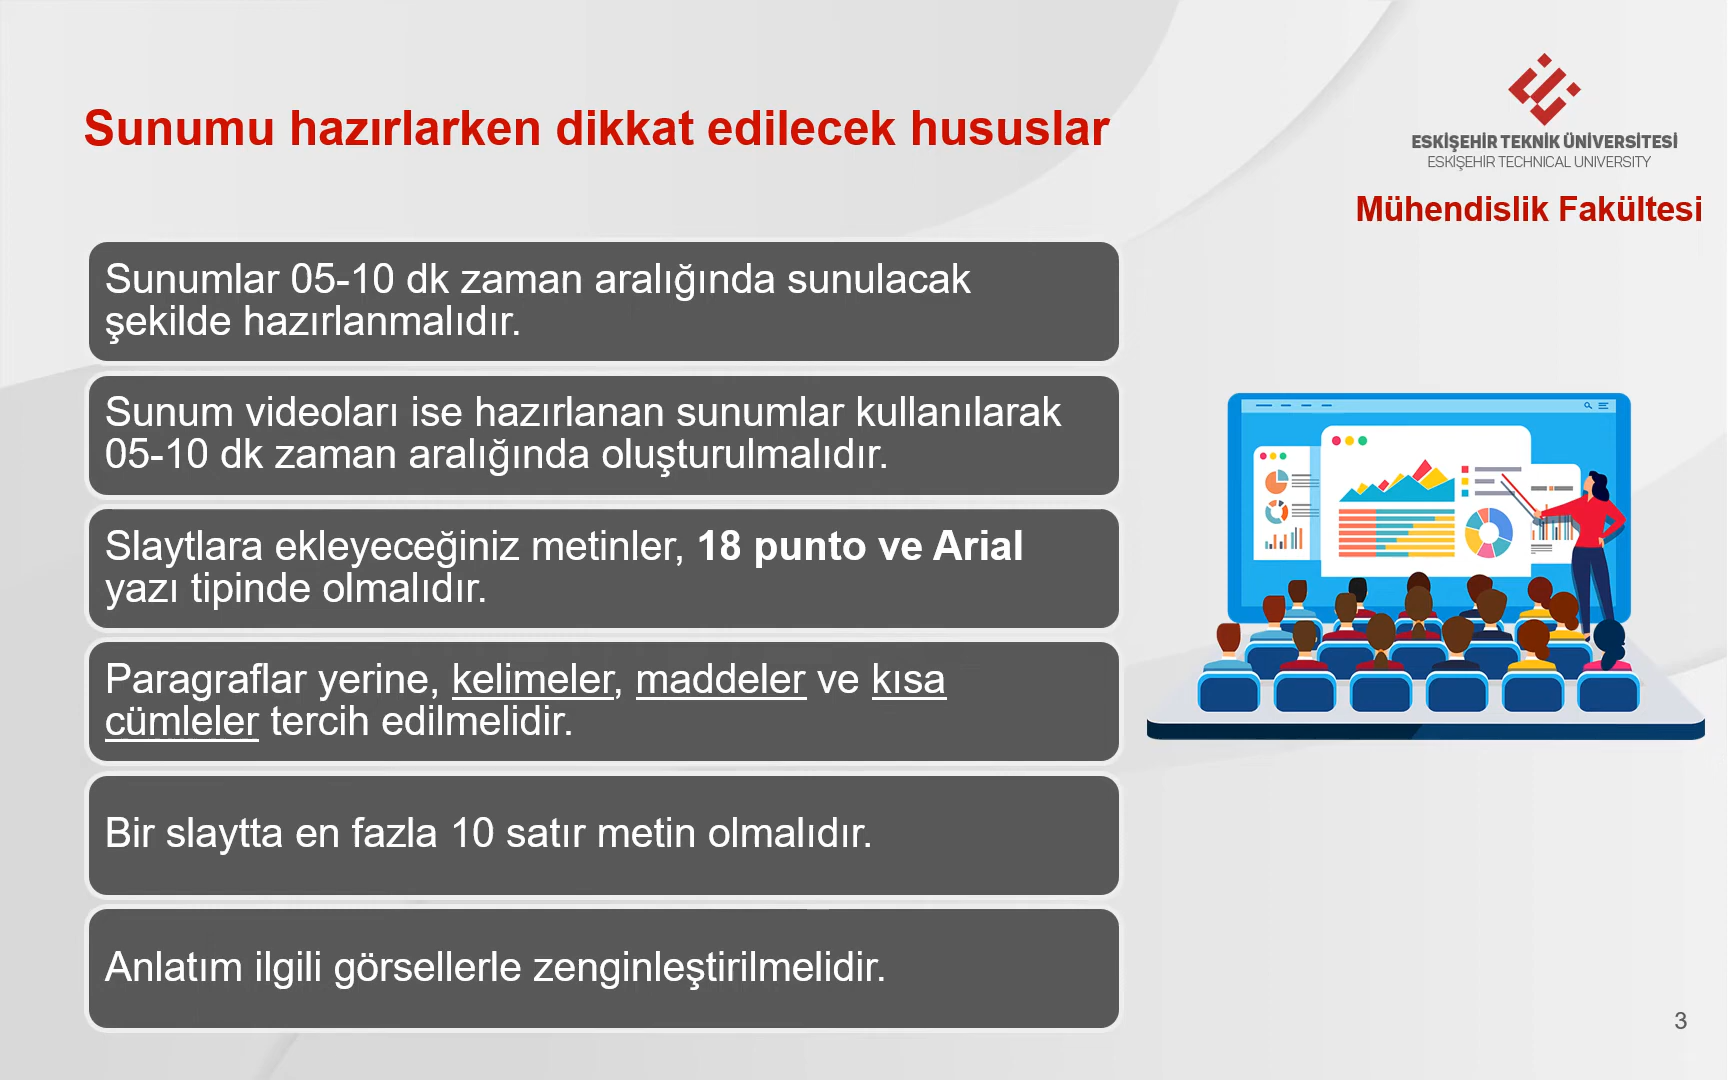 Sunumu hazırlarken dikkat edilecek hususlar
ESKİŞEHİR TEKNİK ÜNİVERSİTESİ
ESKİŞEHİR TECHNICAL UNIVERSITY
Mühendislik Fakültesi
Sunumlar 05-10 dk zaman aralığında sunulacak
şekilde hazırlanmalıdır.
Sunum videoları ise hazırlanan sunumlar kullanılarak
05-10 dk zaman aralığında oluşturulmalıdır.
Slaytlara ekleyeceğiniz metinler, 18 punto ve Arial
yazı tipinde olmalıdır.
Paragraflar yerine, kelimeler, maddeler ve kısa
cümleler tercih edilmelidir.
Bir slaytta en fazla 10 satır metin olmalıdır.
Anlatım ilgili görsellerle zenginleştirilmelidir.
3